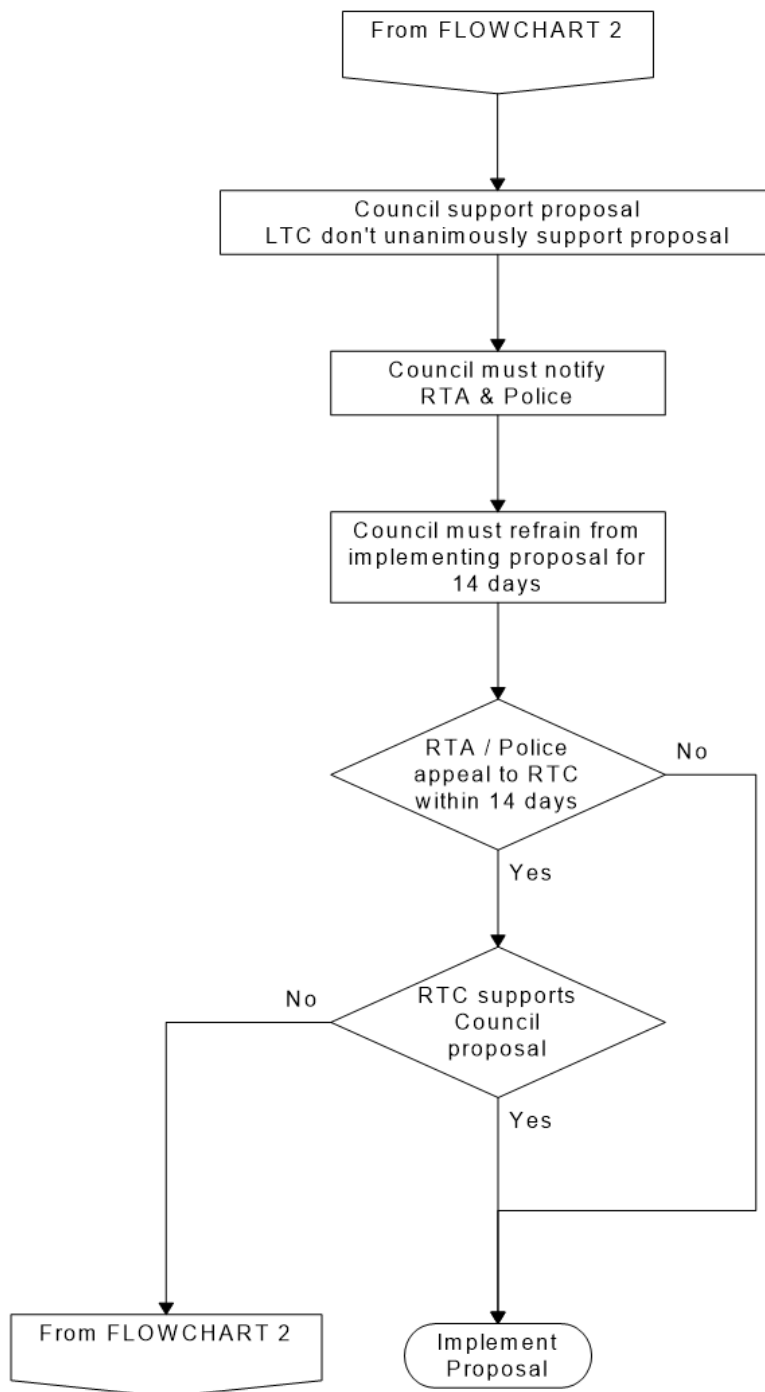 From FLOWCHART 2
Council support proposal
LTC don't unanimously support proposal
Council must notify
RTA & Police
Council must refrain from
implementing proposal for
14 days
RTA / Police
appeal to RTC
within 14 days
No
Yes
No
RTC supports
Council
proposal
Yes
From FLOWCHART 2
Implement
Proposal